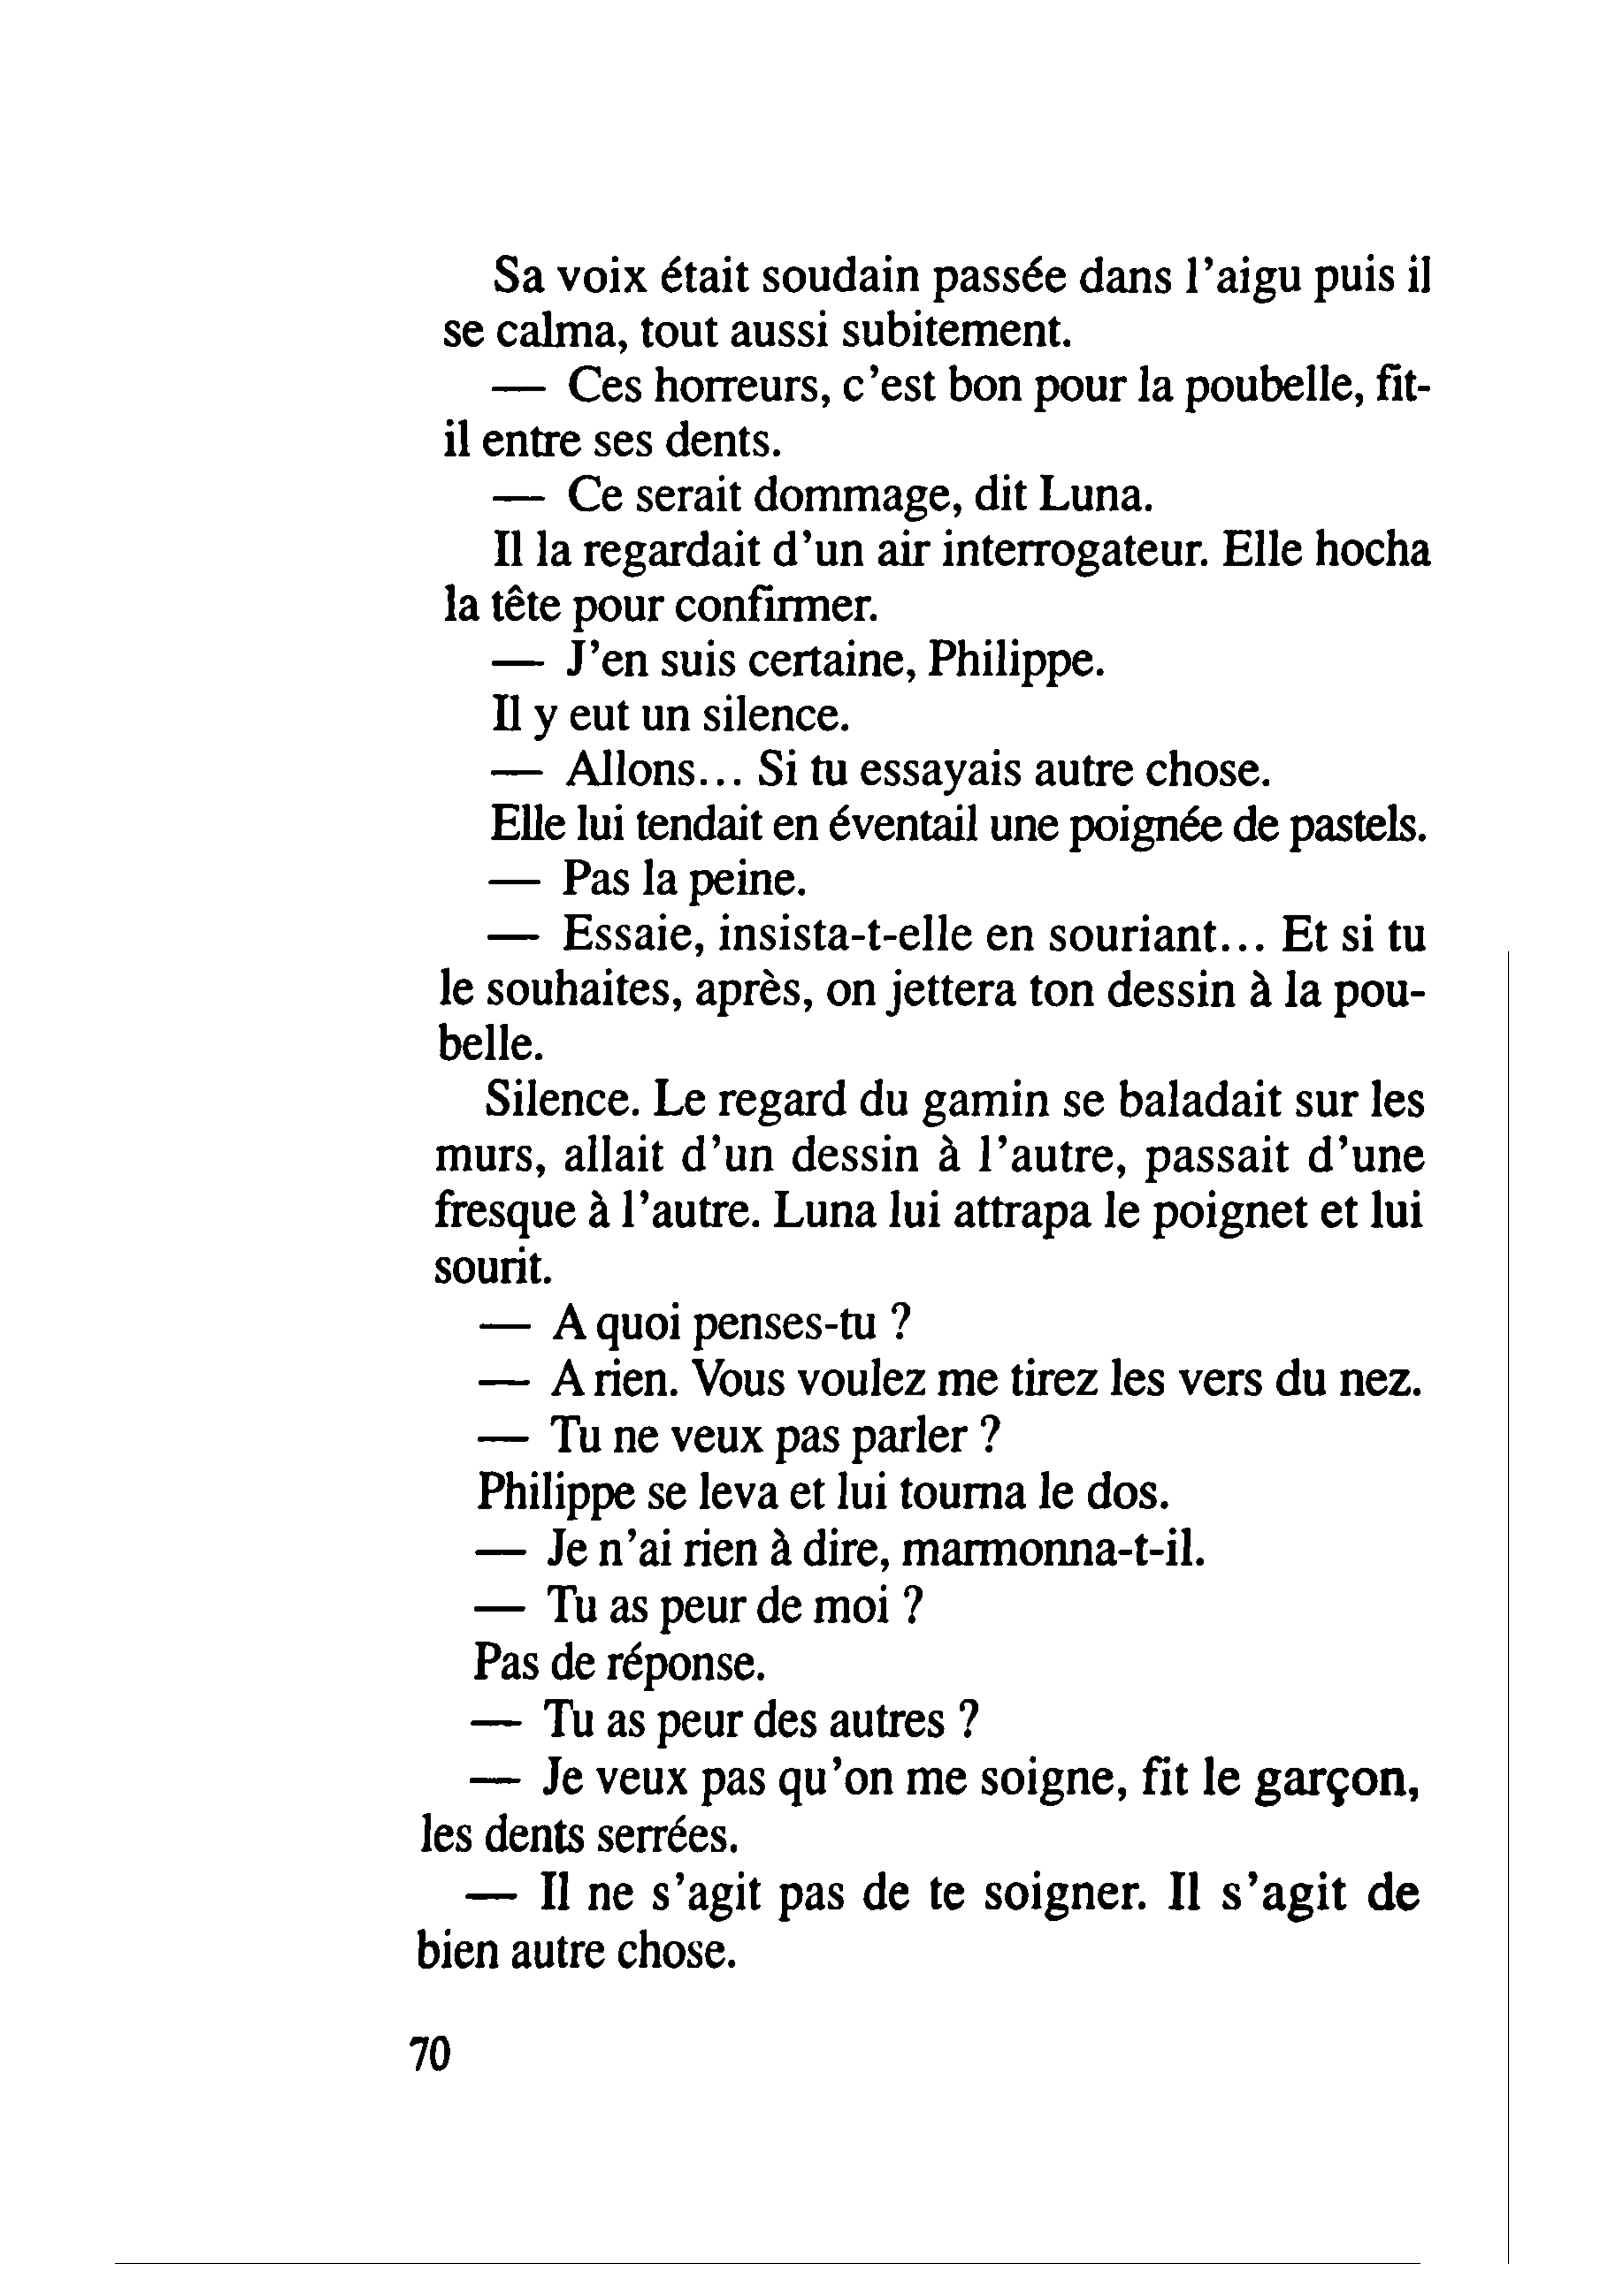 Sa voix était soudain passée dans l'aigu puis il
se calma, tout aussi subitement.
— Ces horreurs, c'est bon pour la poubelle, fit-
il entre ses dents.
— Ce serait dommage, dit Luna.
Il la regardait d'un air interrogateur. Elle hocha
la tête pour confirmer.
— J'en suis certaine, Philippe.
Il y eut un silence.
— Allons... Si tu essayais autre chose.
Elle lui tendait en éventail une poignée de pastels.
— Pas la peine.
— Essaie, insista-t-elle en souriant... Et si tu
le souhaites, après, on jettera ton dessin à la pou-
belle.
Silence. Le regard du gamin se baladait sur les
murs, allait d'un dessin à l'autre, passait d'une
fresque à l'autre. Luna lui attrapa le poignet et lui
sourit.
— A quoi penses-tu ?
— A rien. Vous voulez me tirez les vers du nez.
— Tu ne veux pas parler ?
Philippe se leva et lui tourna le dos.
— Je n'ai rien à dire, marmonna-t-il.
— Tu as peur de moi ?
Pas de réponse.
— Tu as peur des autres ?
— Je veux pas qu'on me soigne, fit le garçon,
les dents serrées.
— Il ne s'agit pas de te soigner. Il s'agit de
bien autre chose.
70